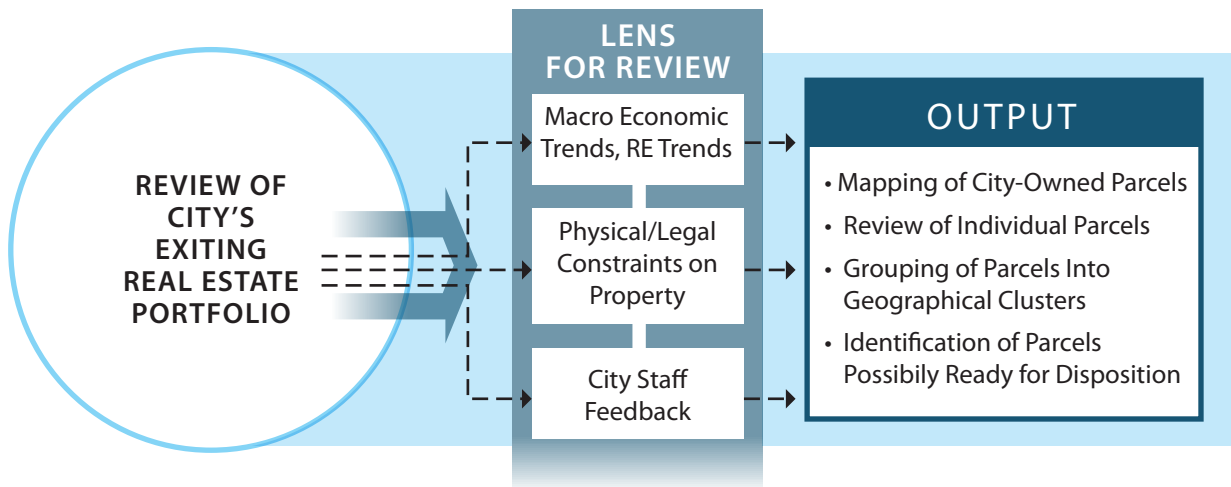 REVIEW OF
CITY'S
EXITING
REAL ESTATE
PORTFOLIO
LENS
FOR REVIEW
Macro Economic
Trends, RE Trends
Physical/Legal
Constraints on
Property
City Staff
Feedback
OUTPUT
• Mapping of City-Owned Parcels
• Review of Individual Parcels
• Grouping of Parcels Into
Geographical Clusters
• Identification of Parcels
Possibily Ready for Disposition